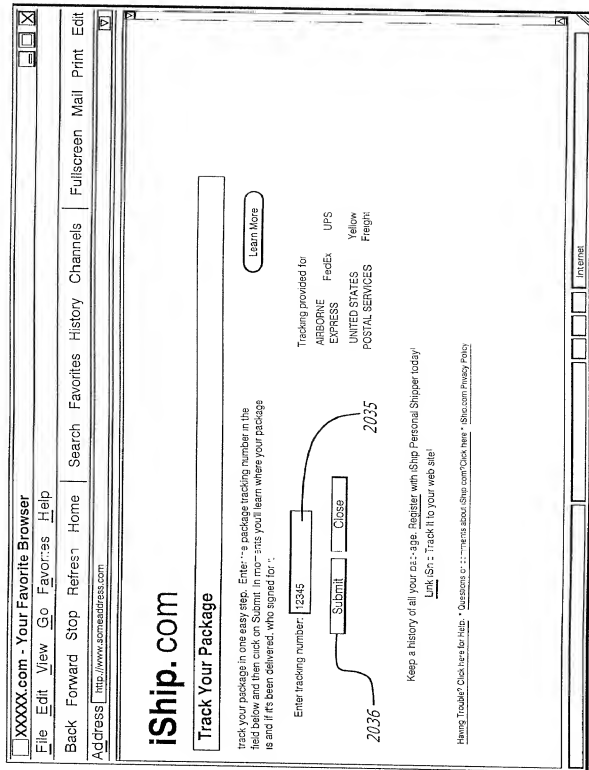 XXXXX.com - Your Favorite Browser
File Edit View Go Favorites Help
Back Forward Stop Refresh Home Search Favorites History Channels Fullscreen Mail Print Edit
Address http://www.someaddress.com
iShip.com
Track Your Package
Learn More
track your package in one easy step. Enter the package tracking number in the
field below and then click on Submit. In moments you'll learn where your package
is and if it's been delivered, who signed for
Enter tracking number: 12345
Submit Close
2036
2035
Tracking provided for
AIRBORNE
EXPRESS FedEx UPS
UNITED STATES
POSTAL SERVICES Yellow
Freight
Keep a history of all your package. Register with iShip Personal Shipper today!
Link iShip Track It to your web site!
Having Trouble? Click here for Help. * Questions or comments about iShip.com? Click here * iShip.com Privacy Policy
Internet